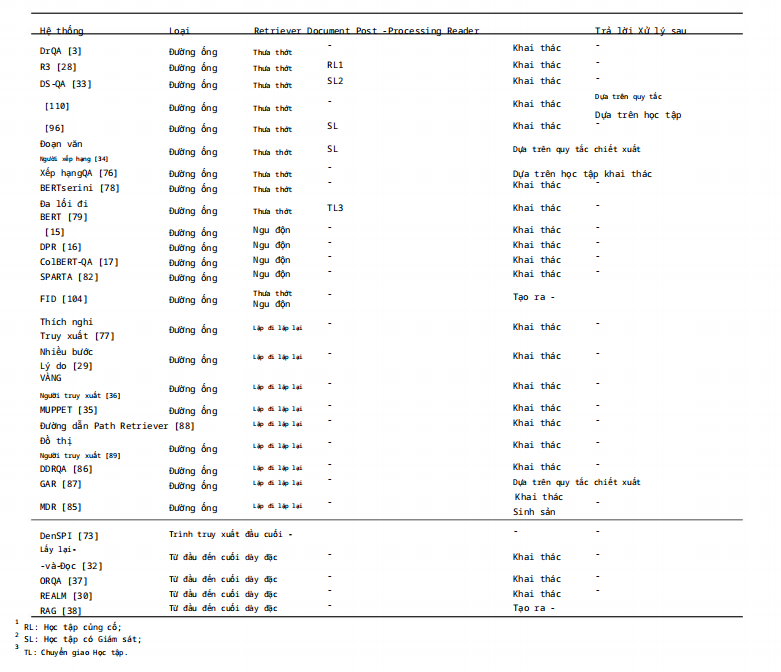 Hệ thống Loại Retriever Document Post -Processing Reader Trả lời Xử lý sau
DrQA [3] Đường ống Thưa thớt - Khai thác -
R3 [28] Đường ống Thưa thớt RL1 Khai thác -
DS-QA [33] Đường ống Thưa thớt SL2 Khai thác -
[110] Đường ống Thưa thớt - Khai thác Dựa trên quy tắc
Dựa trên học tập
[96] Đường ống Thưa thớt SL Khai thác -
Đoạn văn
Người xếp hạng [34] Đường ống Thưa thớt SL Dựa trên quy tắc chiết xuất
Xếp hạngQA [76] Đường ống Thưa thớt - Dựa trên học tập khai thác
BERTserini [78] Đường ống Thưa thớt - Khai thác -
Đa lối đi
BERT [79] Đường ống Thưa thớt TL3 Khai thác -
[15] Đường ống Ngu độn - Khai thác -
DPR [16] Đường ống Ngu độn - Khai thác -
ColBERT-QA [17] Đường ống Ngu độn - Khai thác -
SPARTA [82] Đường ống Ngu độn - Khai thác -
FID [104] Đường ống Thưa thớt - Tạo ra -
Ngu độn
Thích nghi
Truy xuất [77] Đường ống Lặp đi lặp lại - Khai thác -
Nhiều bước
Lý do [29] Đường ống Lặp đi lặp lại - Khai thác -
VÀNG
Người truy xuất [36] Đường ống Lặp đi lặp lại - Khai thác -
MUPPET [35] Đường ống Lặp đi lặp lại - Khai thác -
Đường dẫn Path Retriever [88] Lặp đi lặp lại - Khai thác -
Đồ thị
Người truy xuất [89] Đường ống Lặp đi lặp lại - Khai thác -
DDRQA [86] Đường ống Lặp đi lặp lại - Khai thác -
GAR [87] Đường ống Lặp đi lặp lại - Dựa trên quy tắc chiết xuất
MDR [85] Đường ống Lặp đi lặp lại - Khai thác -
Sinh sản
DenSPI [73] Trình truy xuất đầu cuối - - -
Lấy lại-
-và-Đọc [32] Từ đầu đến cuối dày đặc - Khai thác -
ORQA [37] Từ đầu đến cuối dày đặc - Khai thác -
REALM [30] Từ đầu đến cuối dày đặc - Khai thác -
RAG [38] Từ đầu đến cuối dày đặc - Tạo ra -
1 RL: Học tập củng cố;
2 SL: Học tập có Giám sát;
3 TL: Chuyển giao Học tập.